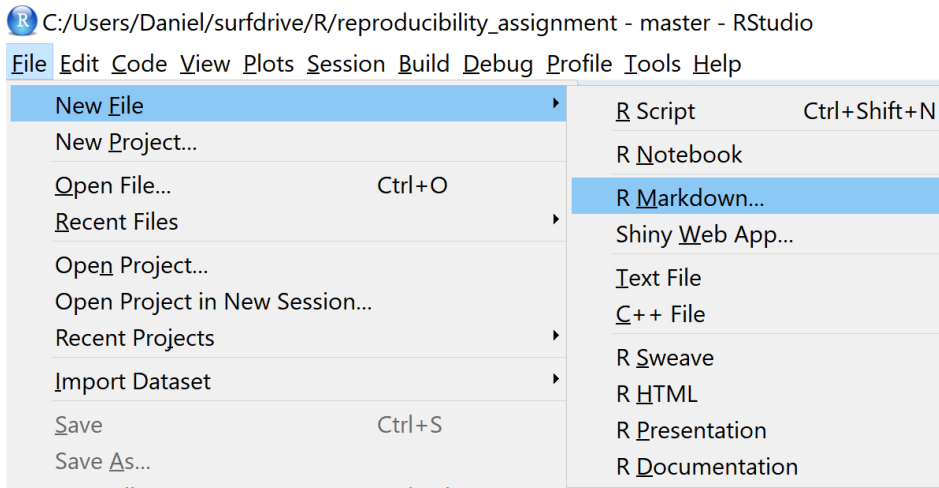 R C:/Users/Daniel/surfdrive/R/reproducibility_assignment - master - RStudio
File Edit Code View Plots Session Build Debug Profile Tools Help
New File
New Project...
Open File... Ctrl+O
Recent Files
Open Project...
Open Project in New Session...
Recent Projects
Import Dataset
Save Ctrl+S
Save As...
R Script Ctrl+Shift+N
R Notebook
R Markdown...
Shiny Web App...
Text File
C++ File
R Sweave
R HTML
R Presentation
R Documentation